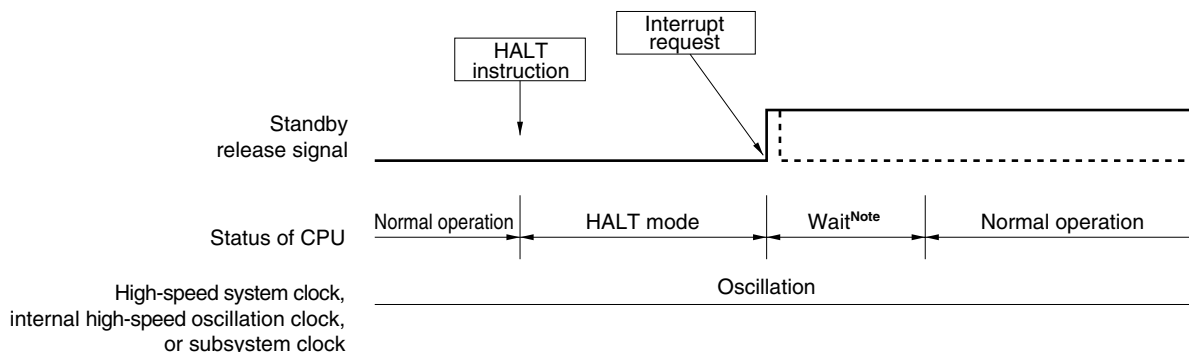 Interrupt
request
HALT
instruction
Standby
release signal
Status of CPU
Normal operation
HALT mode
WaitNote
Normal operation
High-speed system clock,
internal high-speed oscillation clock,
or subsystem clock
Oscillation